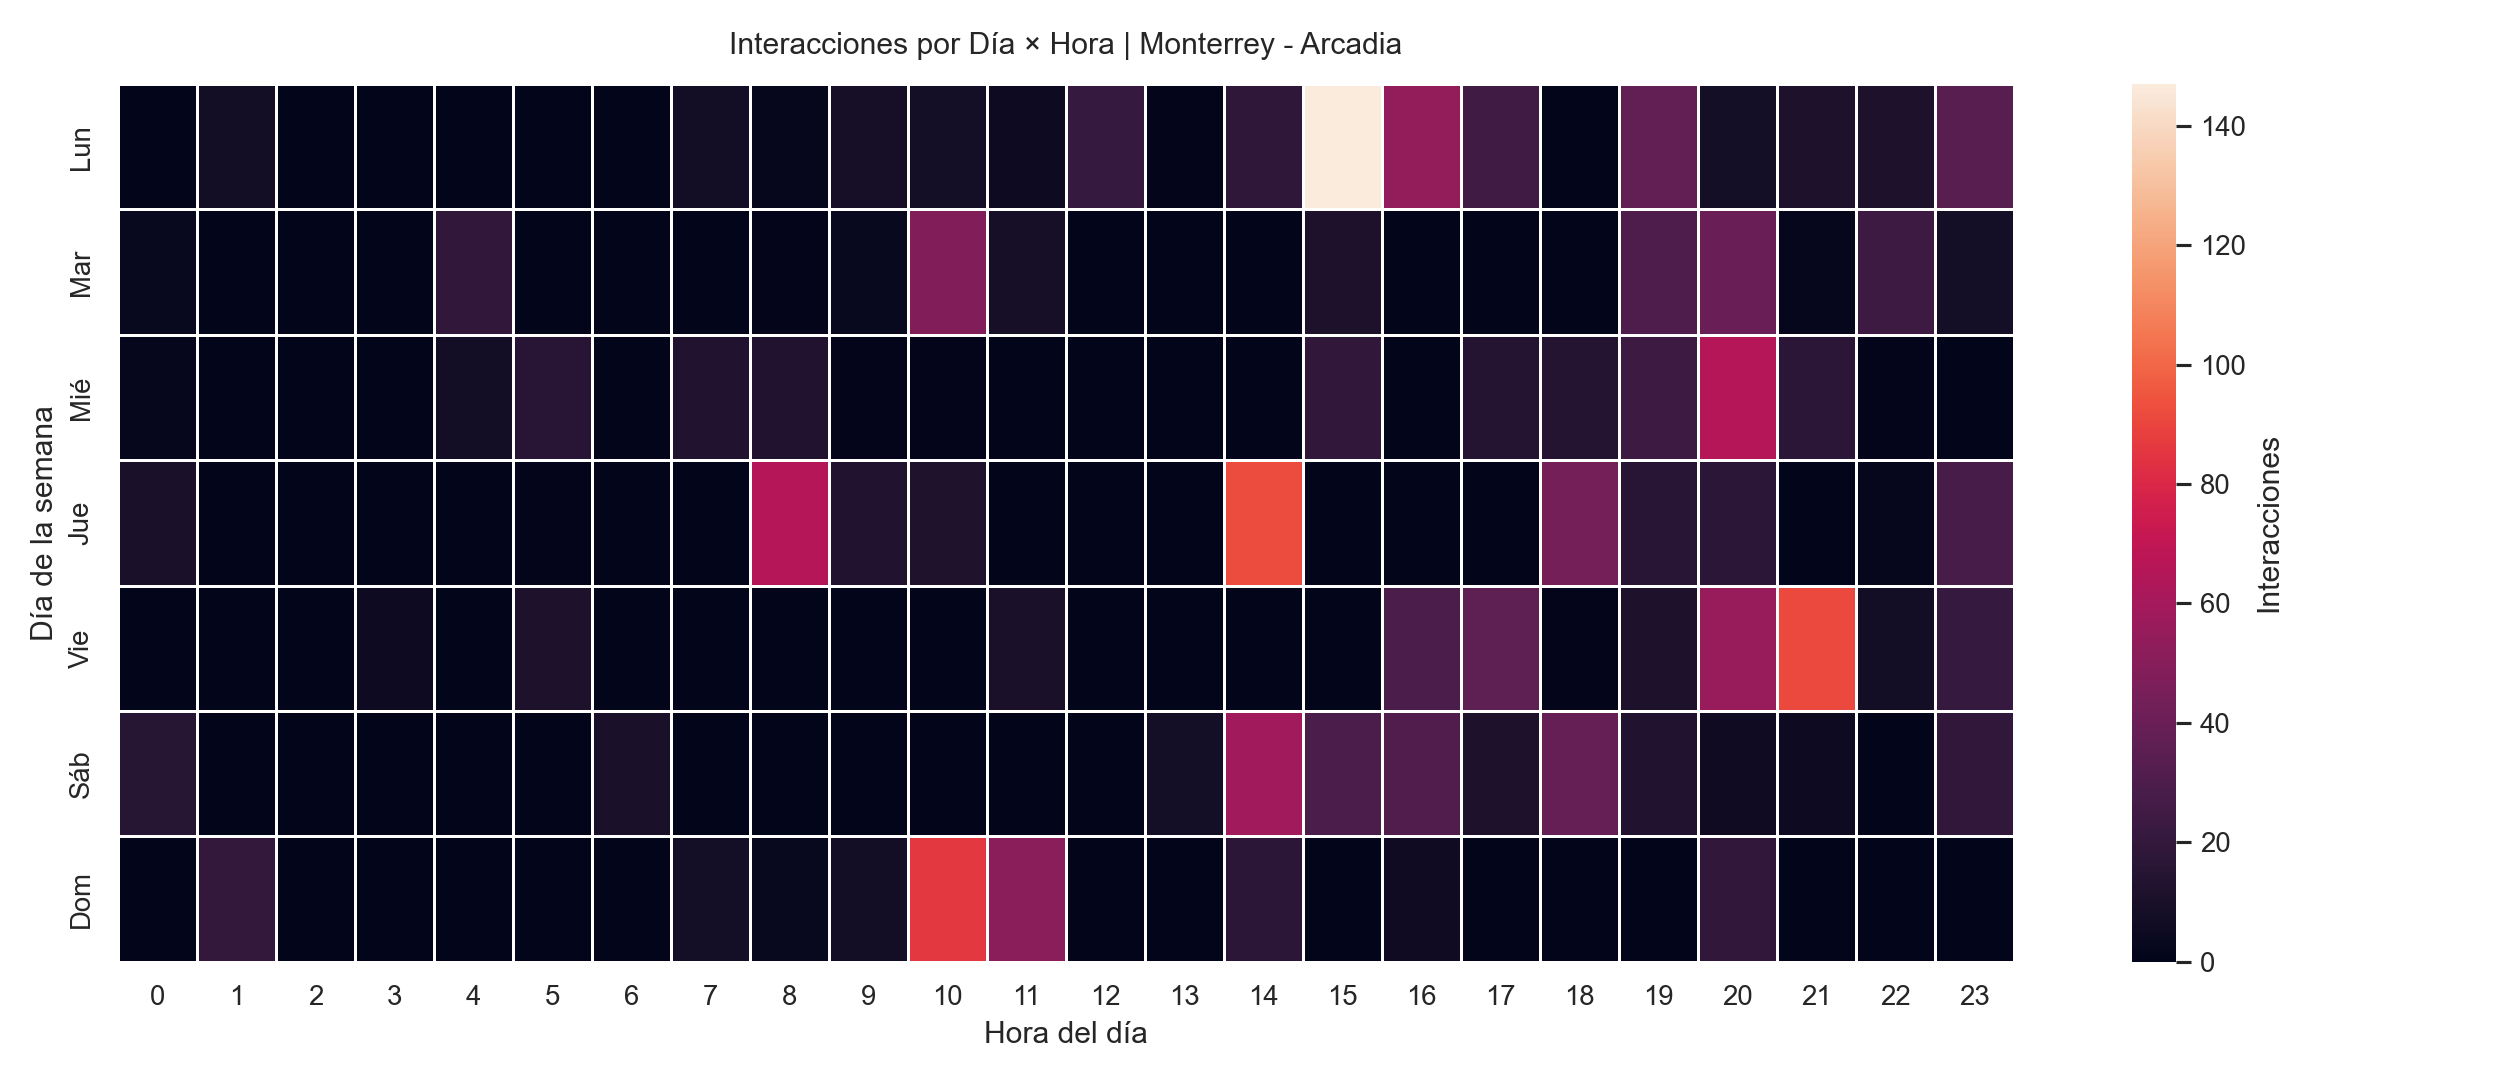 Interacciones por Día × Hora | Monterrey - Arcadia
Día de la semana
Lun
Mar
Mié
Jue
Vie
Sáb
Dom
0 1 2 3 4 5 6 7 8 9 10 11 12 13 14 15 16 17 18 19 20 21 22 23
Hora del día
140
120
100
80
60
40
20
0
Interacciones